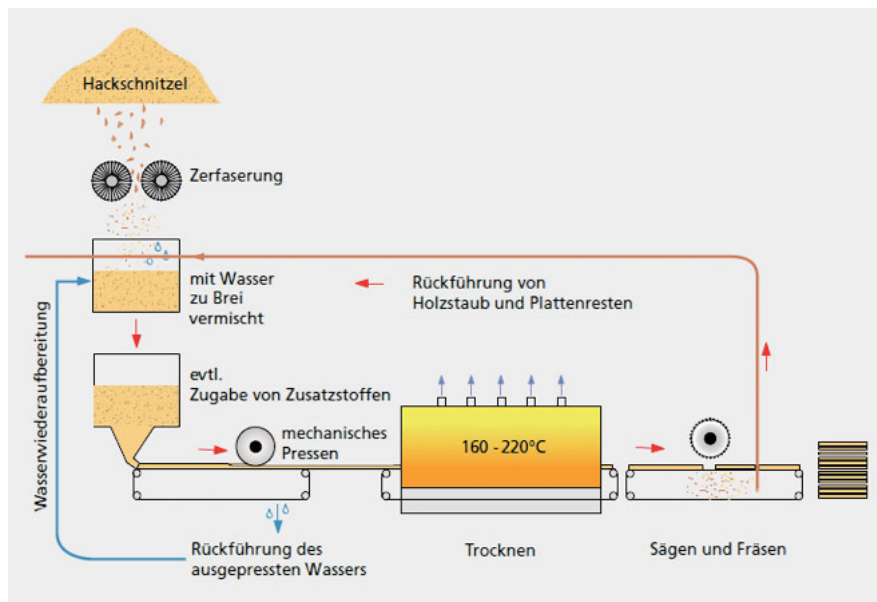 Hackschnitzel
Zerfaserung
mit Wasser
zu Brei
vermischt
Rückführung von
Holzstaub und Plattenresten
Wasserwiederaufbereitung
evtl.
Zugabe von Zusatzstoffen
mechanisches
Pressen
160 - 220°C
Rückführung des
ausgepressten Wassers
Trocknen
Sägen und Fräsen